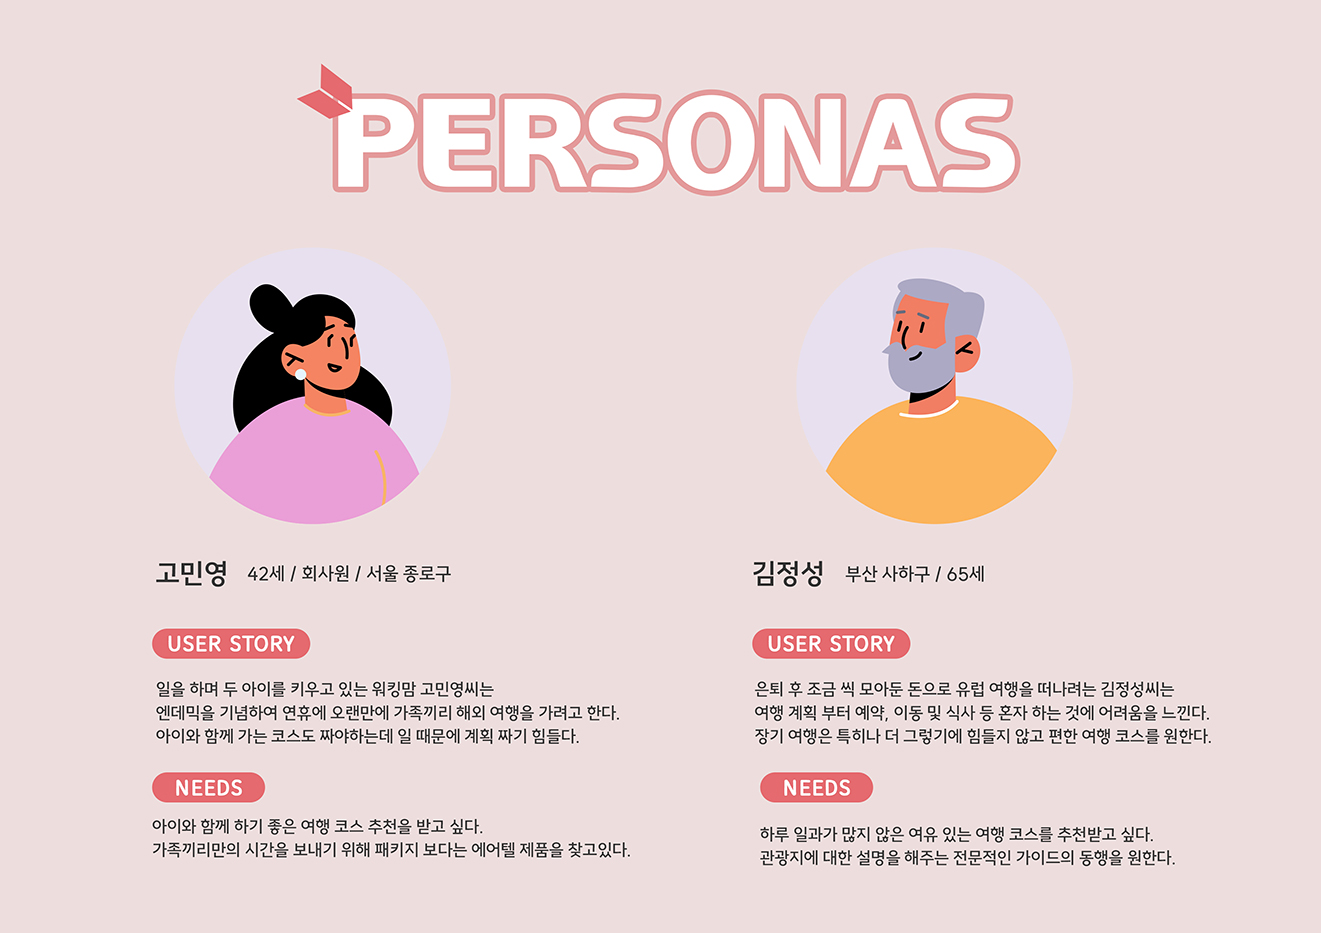 PERSONAS
고민영 42세 / 회사원 / 서울 종로구
USER STORY
일을 하며 두 아이를 키우고 있는 워킹맘 고민영씨는
엔데믹을 기념하여 연휴에 오랜만에 가족끼리 해외 여행을 가려고 한다.
아이와 함께 가는 코스도 짜야하는데 일 때문에 계획 짜기 힘들다.
NEEDS
아이와 함께 하기 좋은 여행 코스 추천을 받고 싶다.
가족끼리만의 시간을 보내기 위해 패키지 보다는 에어텔 제품을 찾고있다.
김정성 부산 사하구 / 65세
USER STORY
은퇴 후 조금 씩 모아둔 돈으로 유럽 여행을 떠나려는 김정성씨는
여행 계획 부터 예약, 이동 및 식사 등 혼자 하는 것에 어려움을 느낀다.
장기 여행은 특히나 더 그렇기에 힘들지 않고 편한 여행 코스를 원한다.
NEEDS
하루 일과가 많지 않은 여유 있는 여행 코스를 추천받고 싶다.
관광지에 대한 설명을 해주는 전문적인 가이드의 동행을 원한다.